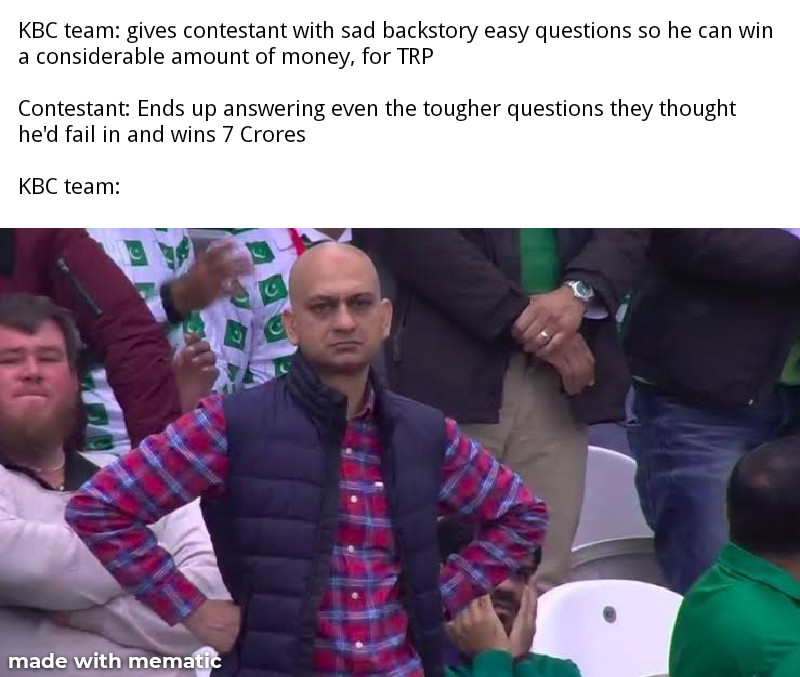 KBC team: gives contestant with sad backstory easy questions so he can win
a considerable amount of money, for TRP
Contestant: Ends up answering even the tougher questions they thought
he'd fail in and wins 7 Crores
KBC team:
made with mematic